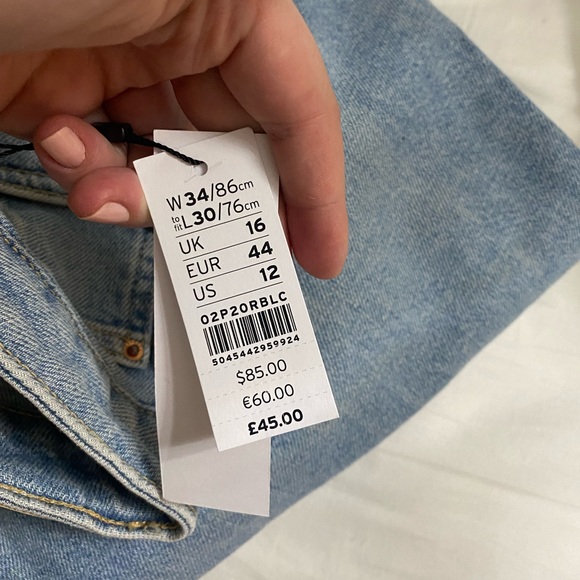 W34/86cm
to fit L30/76cm
UK 16
EUR 44
US 12
02P20RBLC
5045442959924
$85.00
€60.00
£45.00